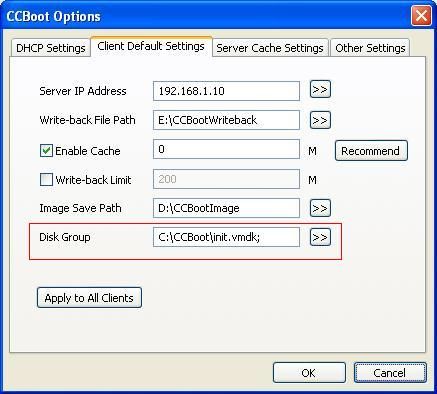 CCBoot Options
DHCP Settings Client Default Settings Server Cache Settings Other Settings
Server IP Address 192.168.1.10 >>
Write-back File Path E:\CCBootWriteback >>
Enable Cache 0 M Recommend
Write-back Limit 200 M
Image Save Path D:\CCBootImage >>
Disk Group C:\CCBoot\init.vmdk; >>
Apply to All Clients
OK Cancel